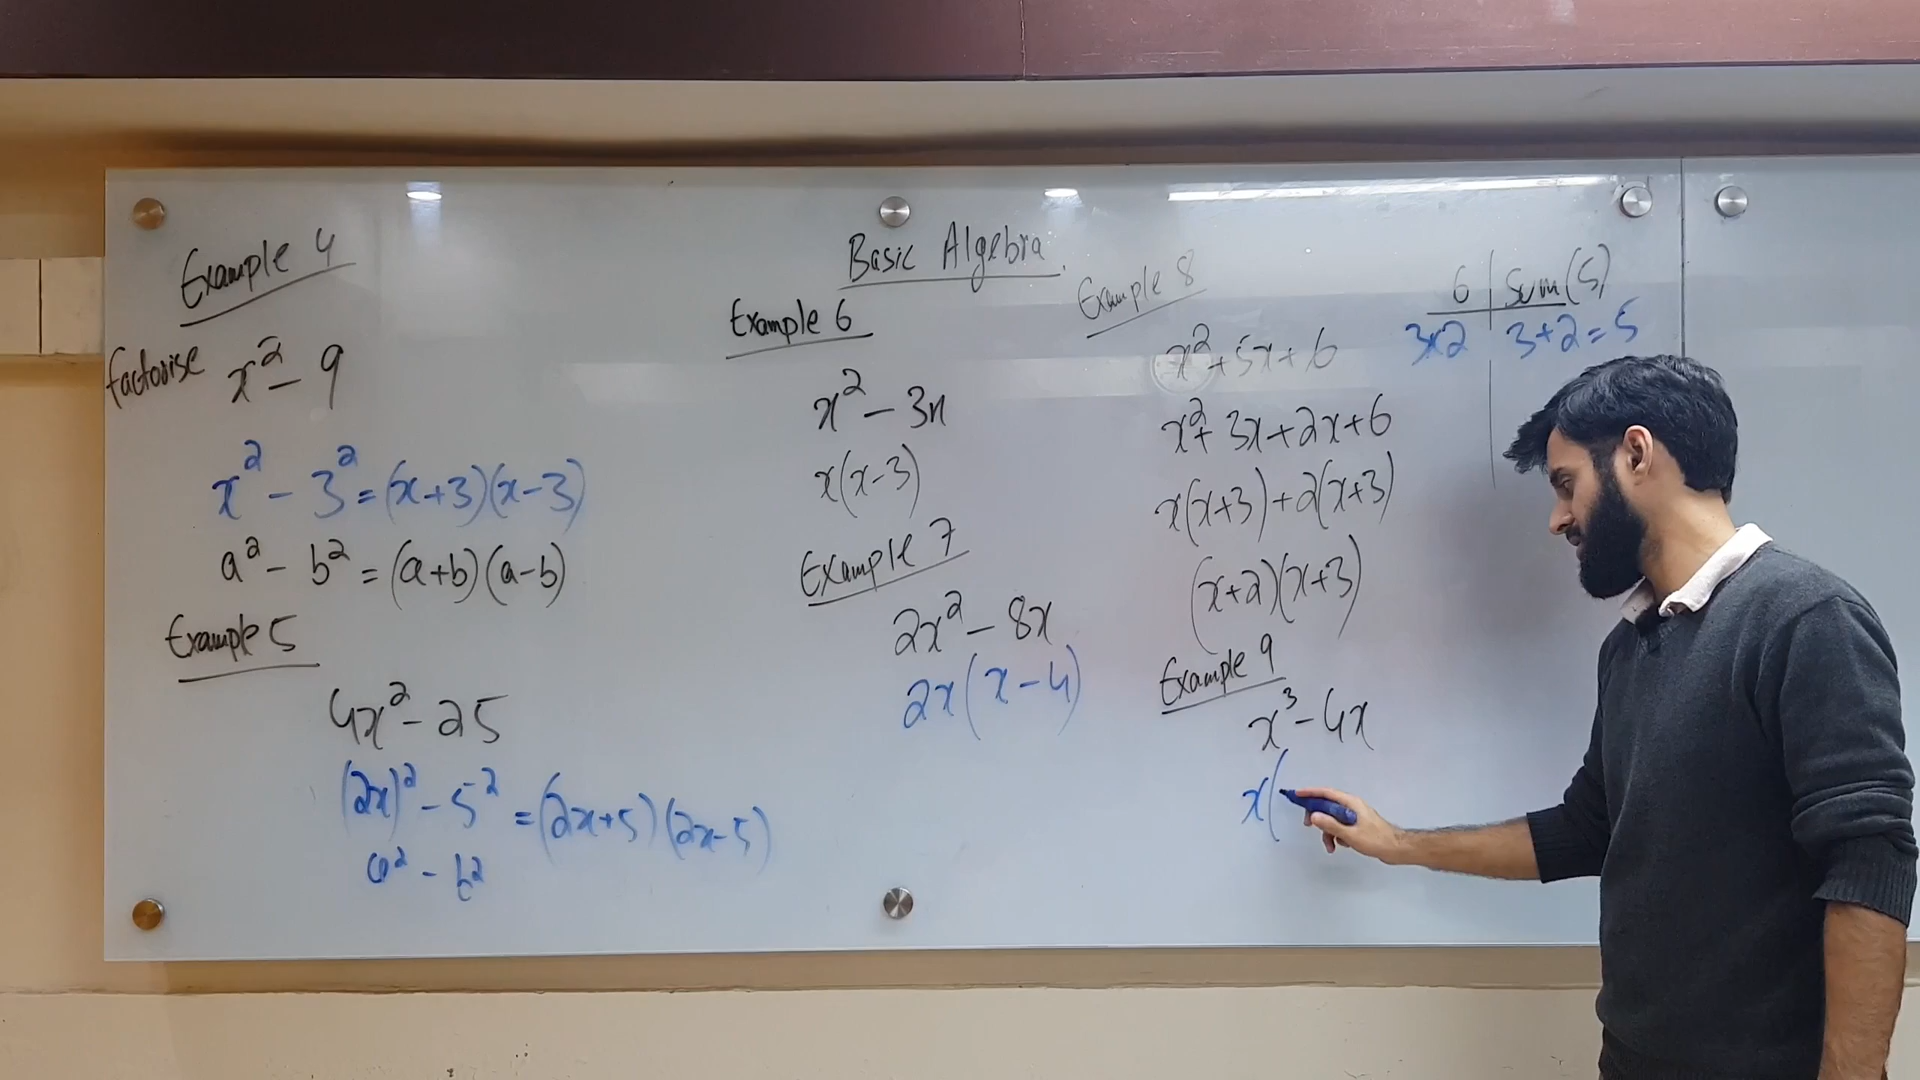 Basic Algebra.
Example 4
factorise x² - 9
x² - 3² = (x+3)(x-3)
a² - b² = (a+b)(a-b)
Example 5
4x² - 25
(2x)² - 5² = (2x+5)(2x-5)
a² - b²
Example 6
x² - 3x
x(x-3)
Example 7
2x² - 8x
2x(x-4)
Example 8
x² + 5x + 6
6 | Sum(5)
3x2 | 3+2=5
x² + 3x + 2x + 6
x(x+3) + 2(x+3)
(x+2)(x+3)
Example 9
x³ - 4x
x(